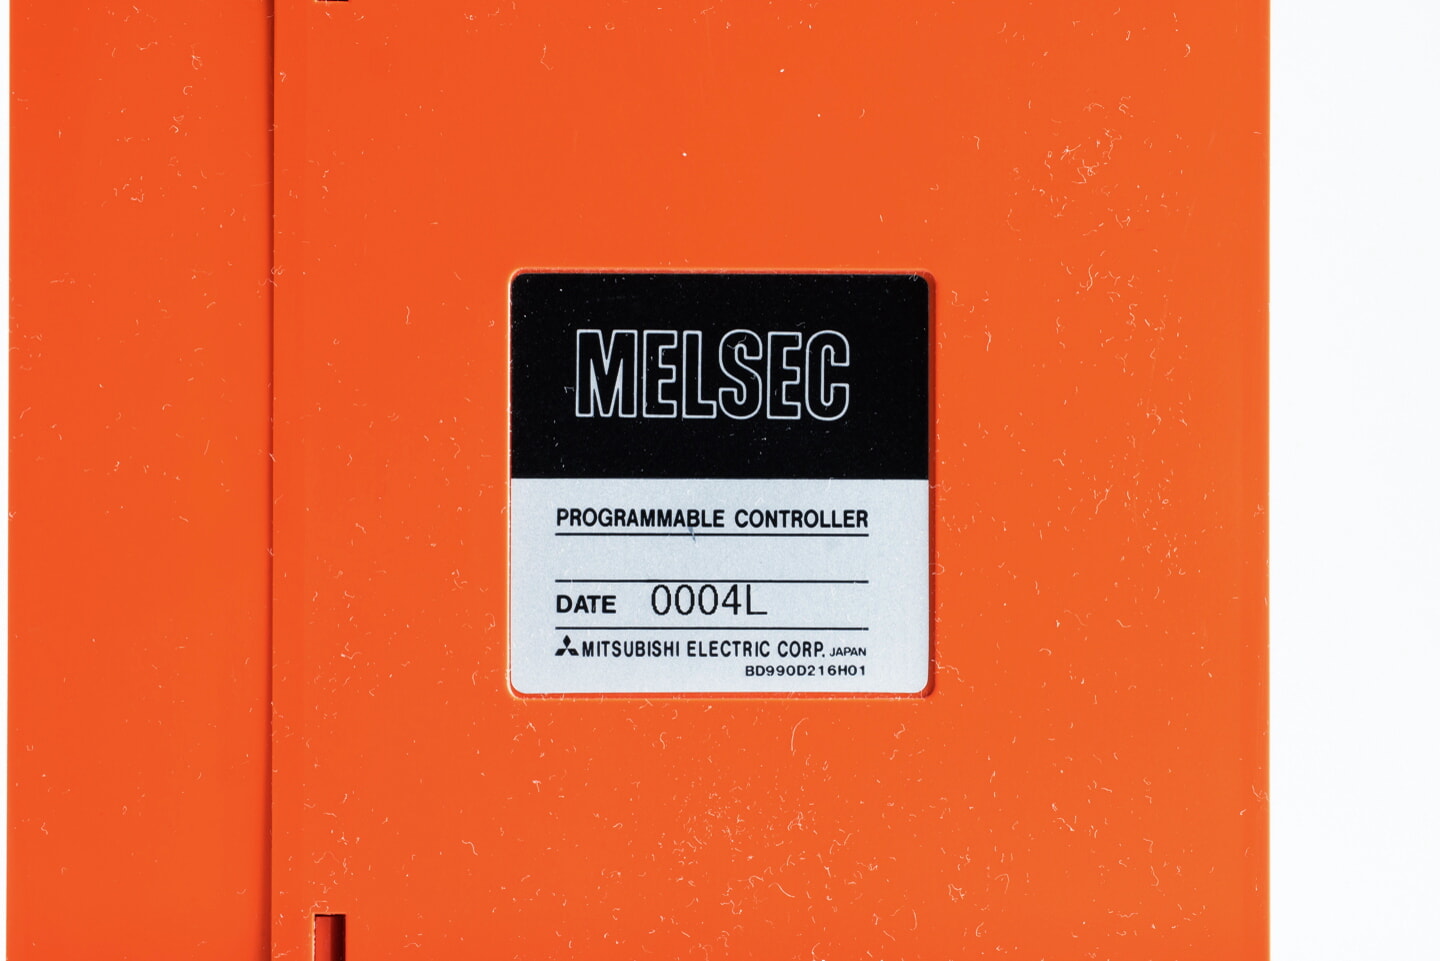 MELSEC
PROGRAMMABLE CONTROLLER
DATE 0004L
MITSUBISHI ELECTRIC CORP. JAPAN
BD990D216H01